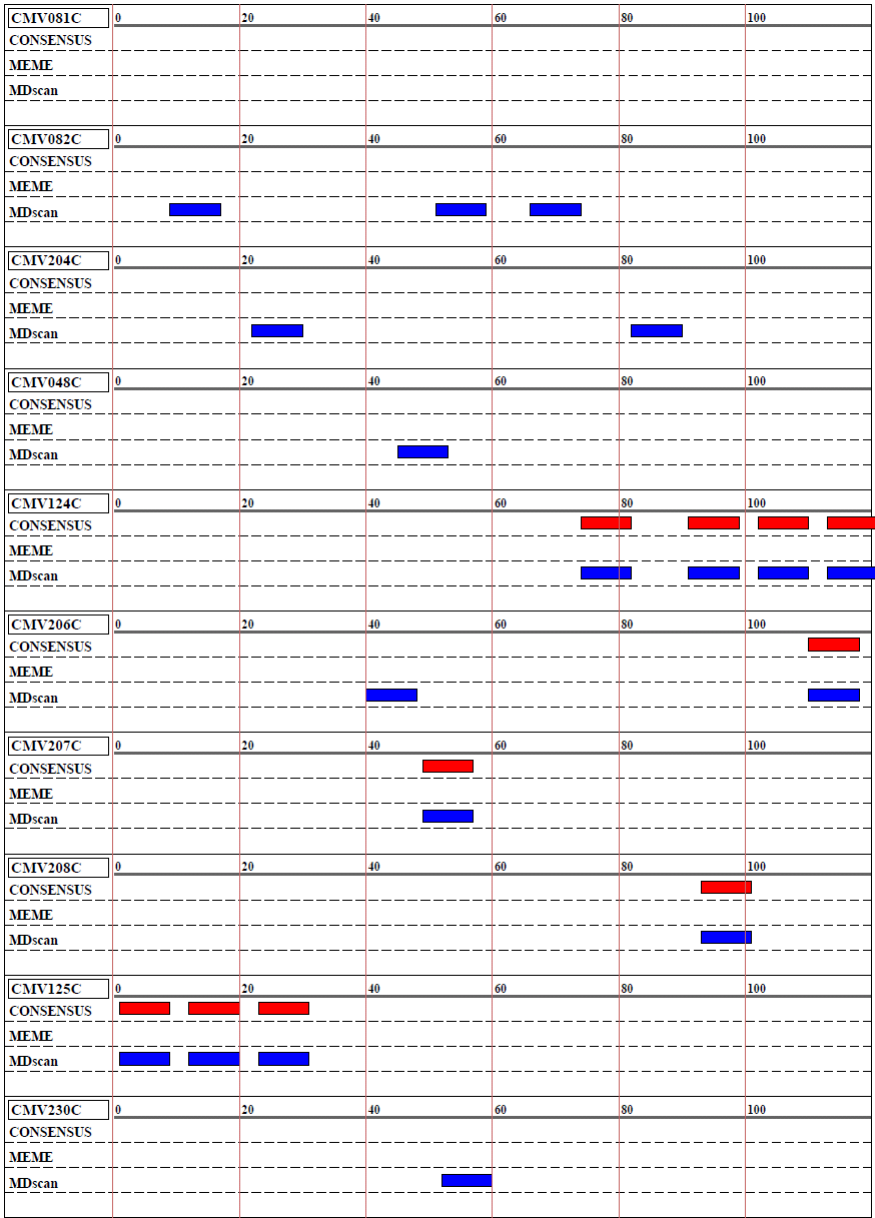 CMV081C 0 20 40 60 80 100
CONSENSUS
MEME
MDscan
CMV082C 0 20 40 60 80 100
CONSENSUS
MEME
MDscan
CMV204C 0 20 40 60 80 100
CONSENSUS
MEME
MDscan
CMV048C 0 20 40 60 80 100
CONSENSUS
MEME
MDscan
CMV124C 0 20 40 60 80 100
CONSENSUS
MEME
MDscan
CMV206C 0 20 40 60 80 100
CONSENSUS
MEME
MDscan
CMV207C 0 20 40 60 80 100
CONSENSUS
MEME
MDscan
CMV208C 0 20 40 60 80 100
CONSENSUS
MEME
MDscan
CMV125C 0 20 40 60 80 100
CONSENSUS
MEME
MDscan
CMV230C 0 20 40 60 80 100
CONSENSUS
MEME
MDscan